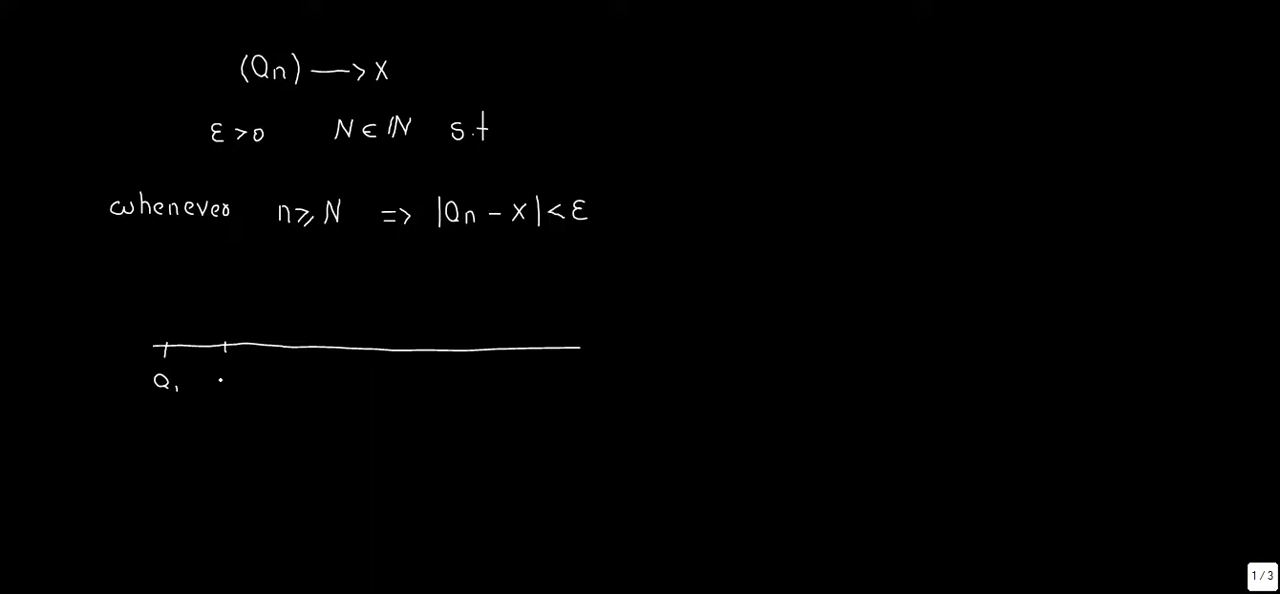 (an) —> x
ε > 0 N ∈ ℕ s.t
whenever n ≥ N => |an - x| < ε
a₁
1 / 3